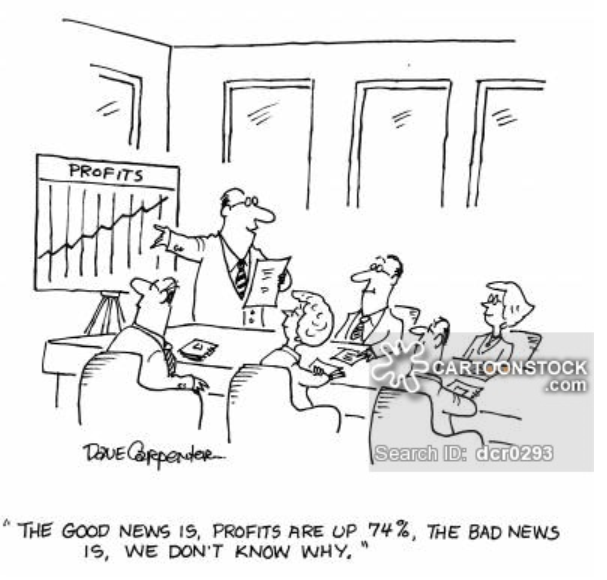 PROFITS
CARTOONSTOCK
.com
Search ID: dcr0293
Dave Carpenter
"THE GOOD NEWS IS, PROFITS ARE UP 74%, THE BAD NEWS
IS, WE DON'T KNOW WHY."